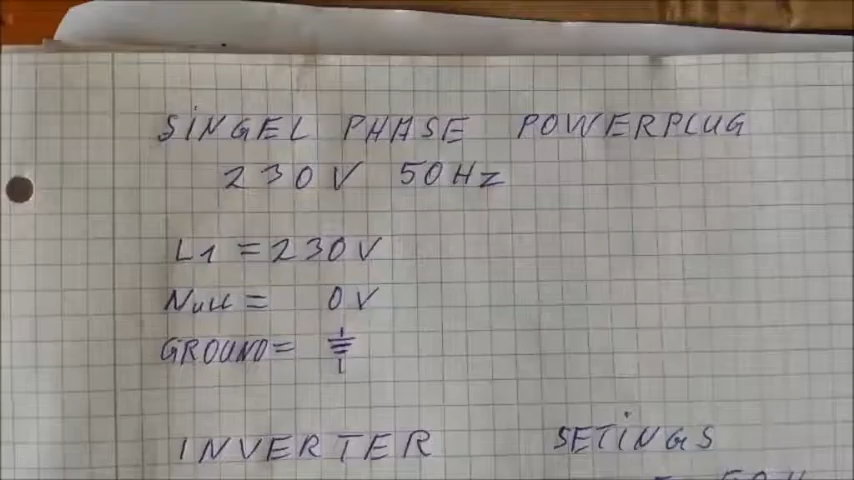 SINGEL PHASE POWERPLUG
230V 50Hz
L1 = 230V
Null = 0V
GROUND= ⏚
INVERTER SETINGS